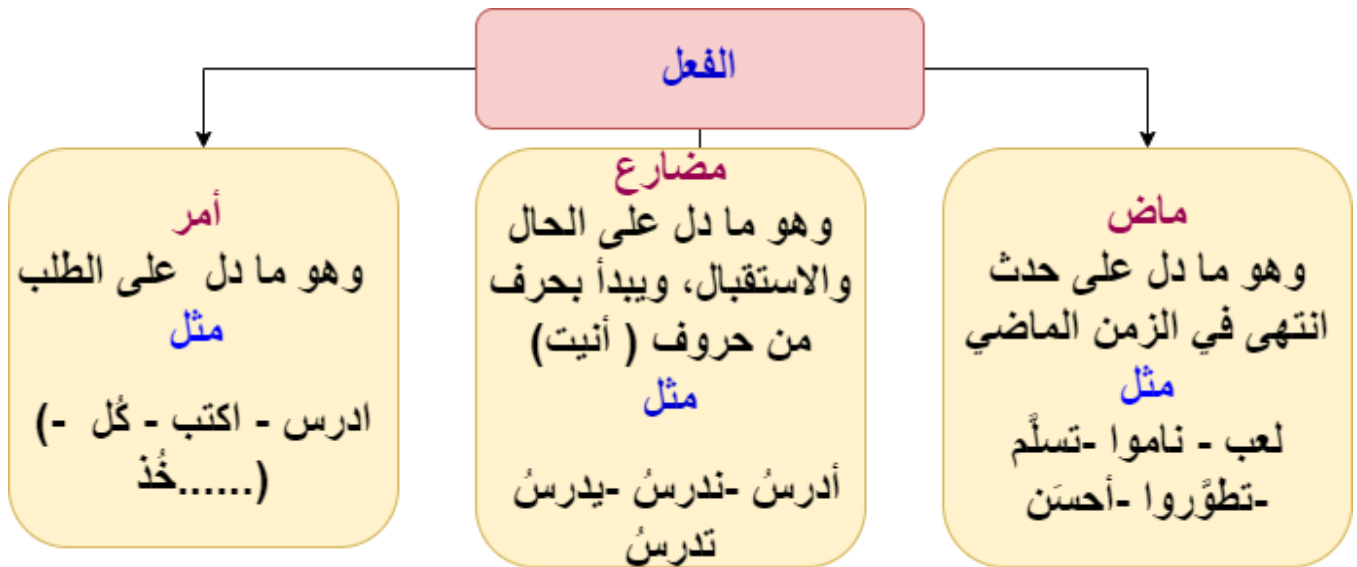 الفعل
ماض
وهو ما دل على حدث
انتهى في الزمن الماضي
مثل
لعب - ناموا -تسلَّم
-تطوَّروا -أحسَن
مضارع
وهو ما دل على الحال
والاستقبال، ويبدأ بحرف
من حروف ( أنيت)
مثل
أدرسُ -ندرسُ -يدرسُ
تدرسُ
أمر
وهو ما دل على الطلب
مثل
ادرس - اكتب - كُل -)
خُذ......(